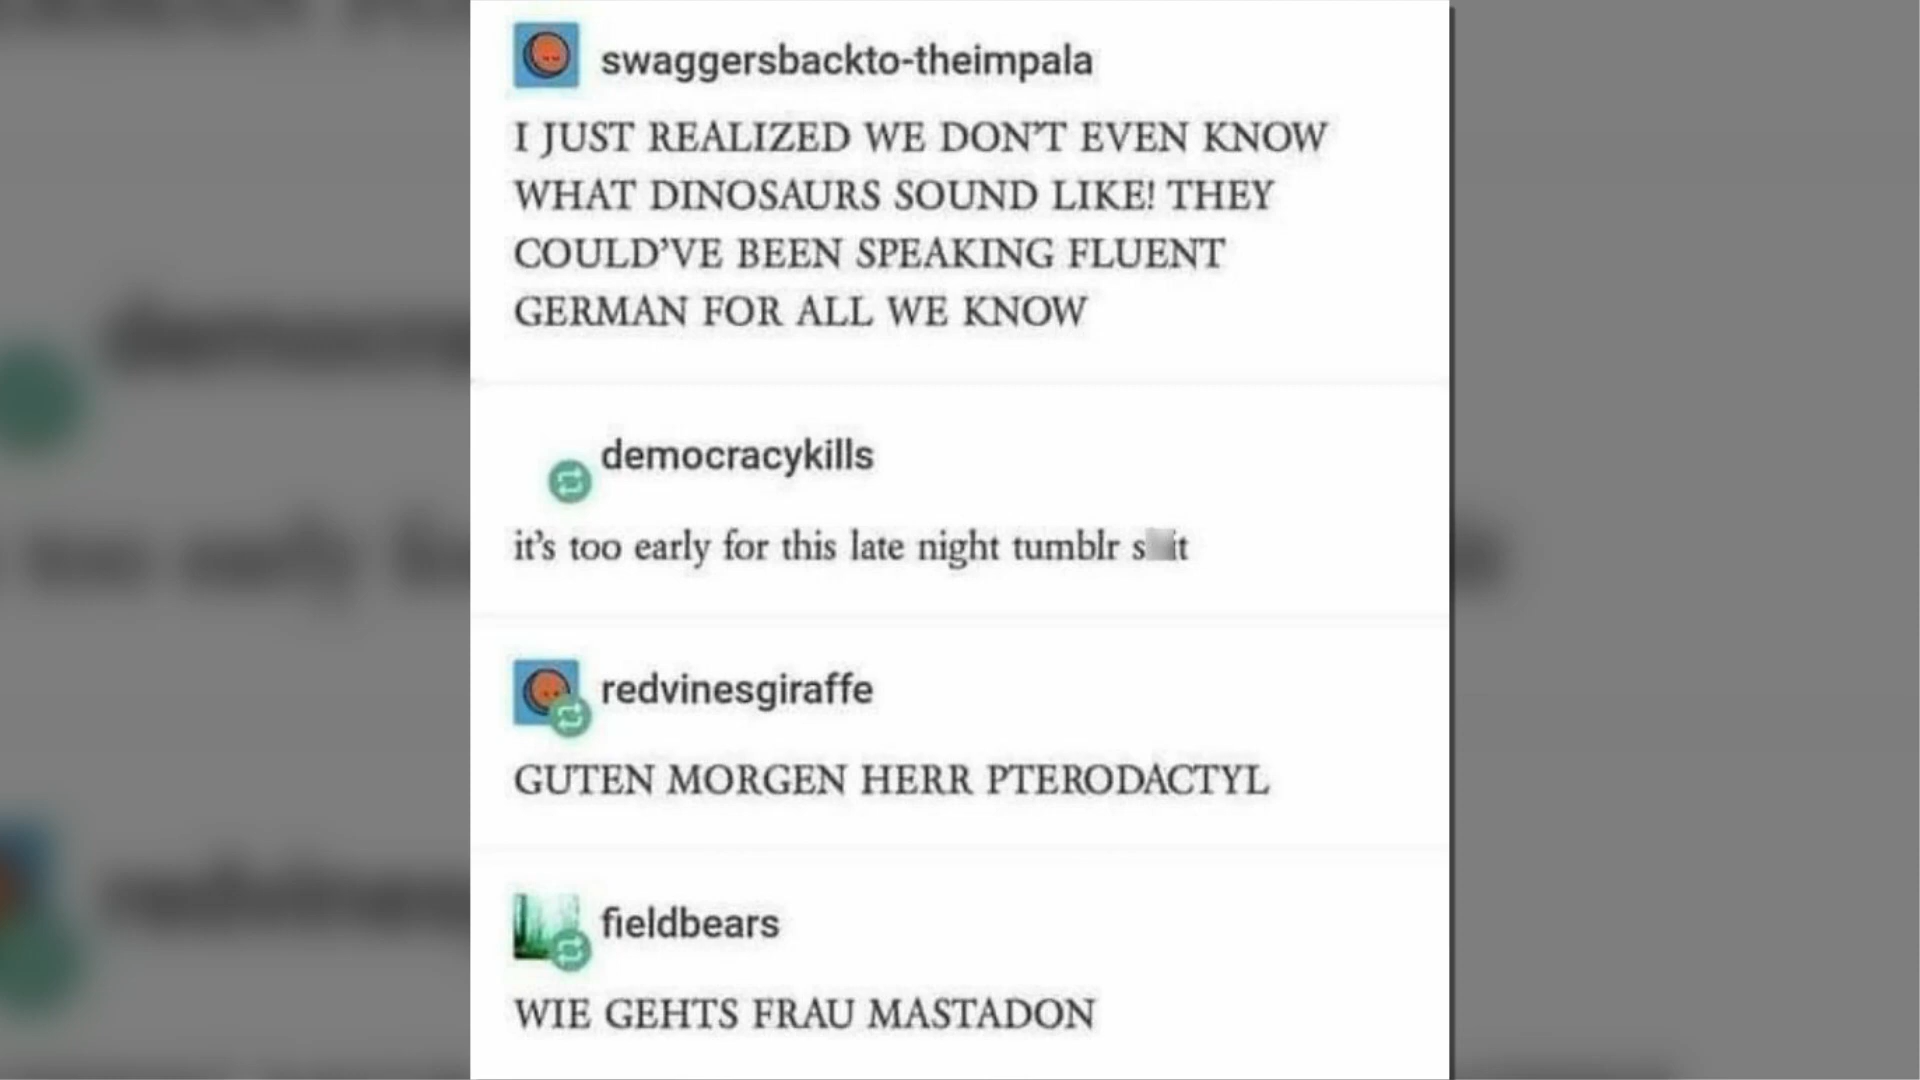 swaggersbackto-theimpala
I JUST REALIZED WE DON'T EVEN KNOW
WHAT DINOSAURS SOUND LIKE! THEY
COULD'VE BEEN SPEAKING FLUENT
GERMAN FOR ALL WE KNOW
democracykills
it's too early for this late night tumblr
redvinesgiraffe
GUTEN MORGEN HERR PTERODACTYL
fieldbears
WIE GEHTS FRAU MASTADON